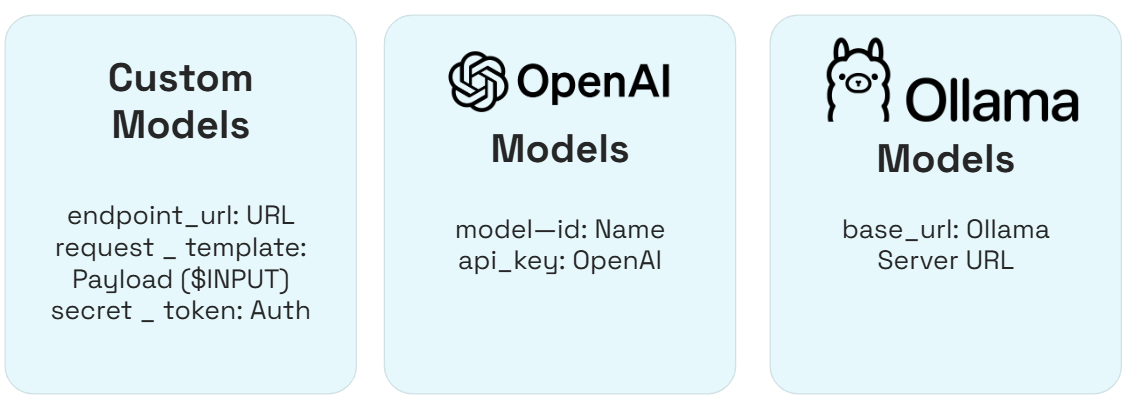 Custom
Models
endpoint_url: URL
request _ template:
Payload ($INPUT)
secret _ token: Auth
OpenAI
Models
model—id: Name
api_key: OpenAI
Ollama
Models
base_url: Ollama
Server URL